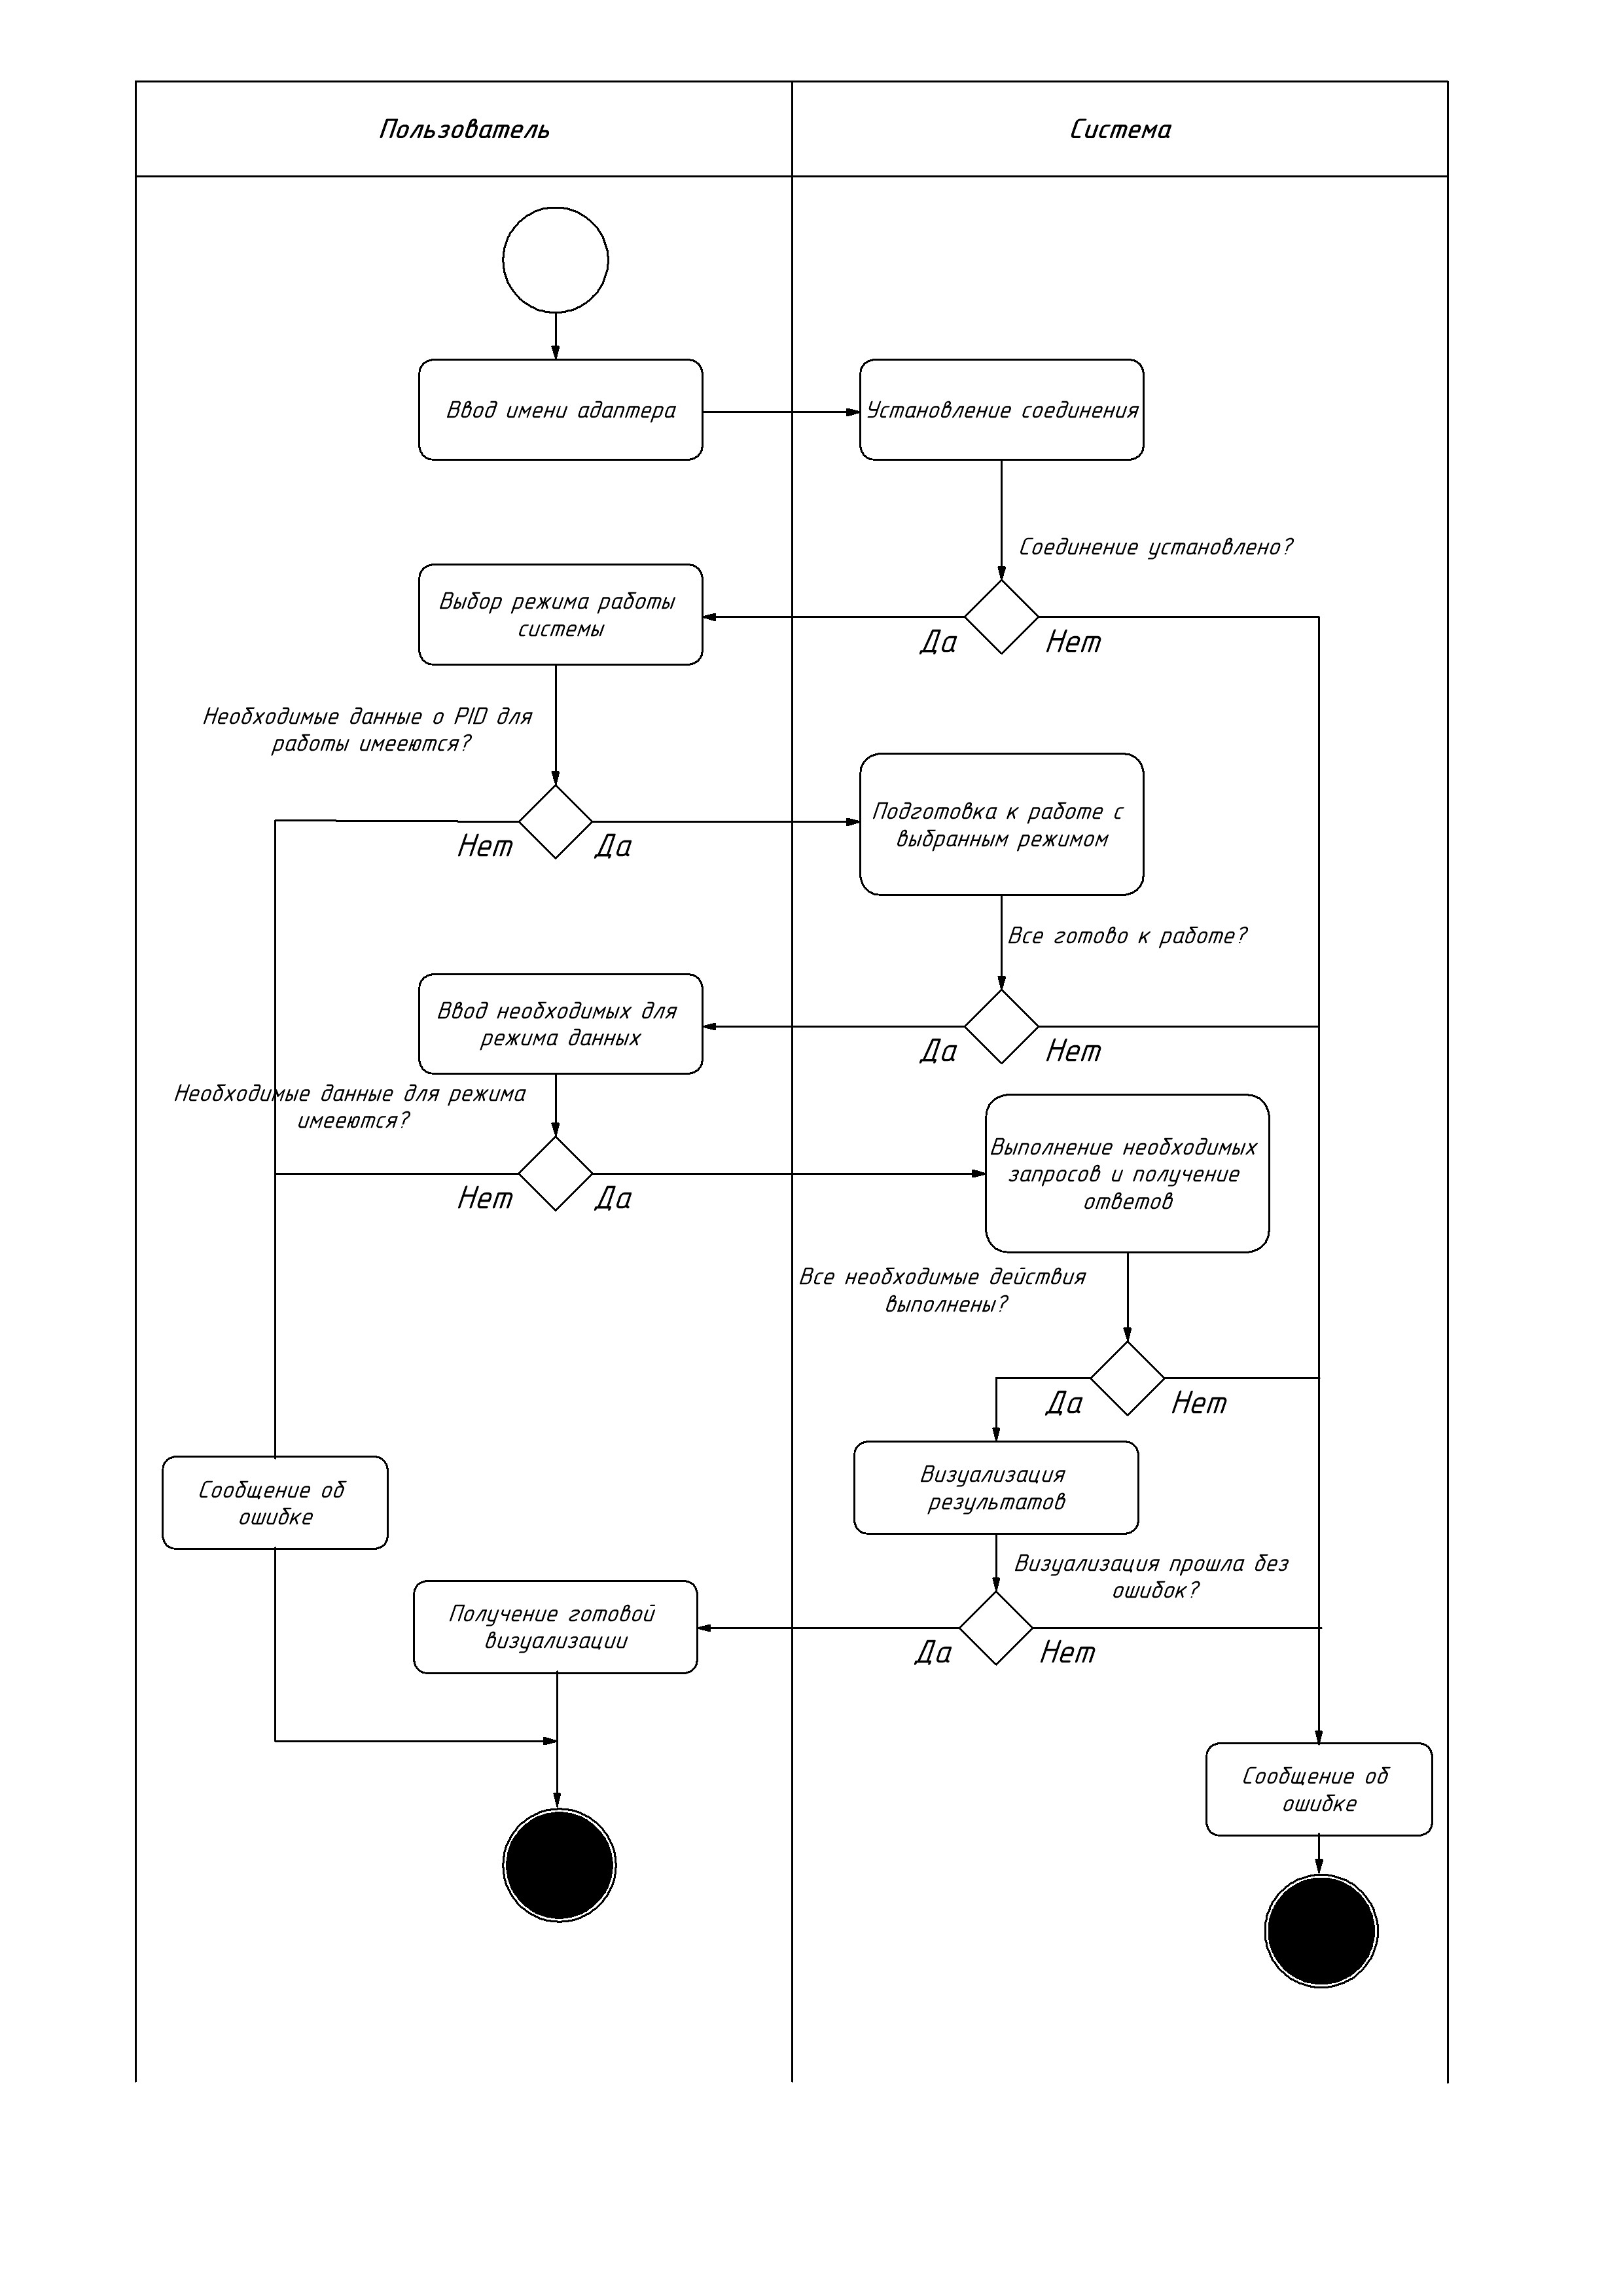 Пользователь
Система
Ввод имени адаптера
Установление соединения
Соединение установлено?
Выбор режима работы
системы
Да
Нет
Необходимые данные о PID для
работы имееются?
Подготовка к работе с
выбранным режимом
Нет
Да
Все готово к работе?
Ввод необходимых для
режима данных
Да
Нет
Необходимые данные для режима
имееются?
Выполнение необходимых
запросов и получение
ответов
Нет
Да
Все необходимые действия
выполнены?
Да
Нет
Визуализация
результатов
Сообщение об
ошибке
Визуализация прошла без
ошибок?
Получение готовой
визуализации
Да
Нет
Сообщение об
ошибке